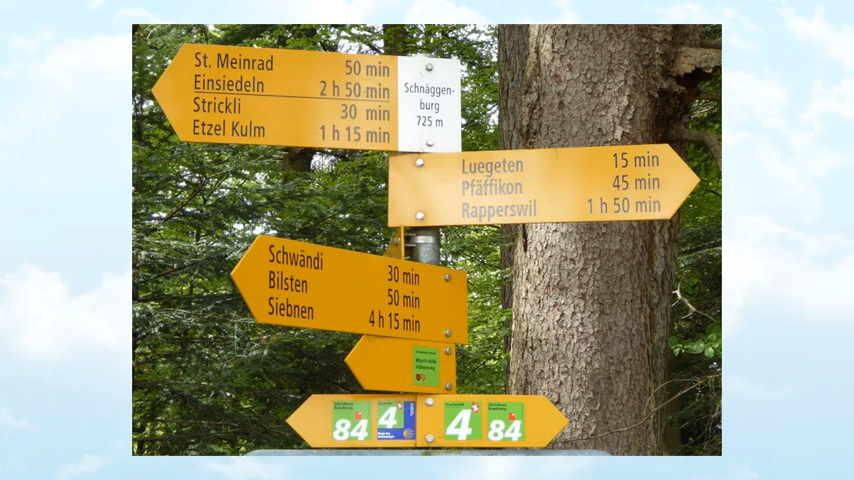 St. Meinrad 50 min
Einsiedeln 2 h 50 min
Strickli 30 min
Etzel Kulm 1 h 15 min
Schnäggen-
burg
725 m
Luegeten 15 min
Pfäffikon 45 min
Rapperswil 1 h 50 min
Schwändi 30 min
Bilsten 50 min
Siebnen 4 h 15 min
84 4 4 84